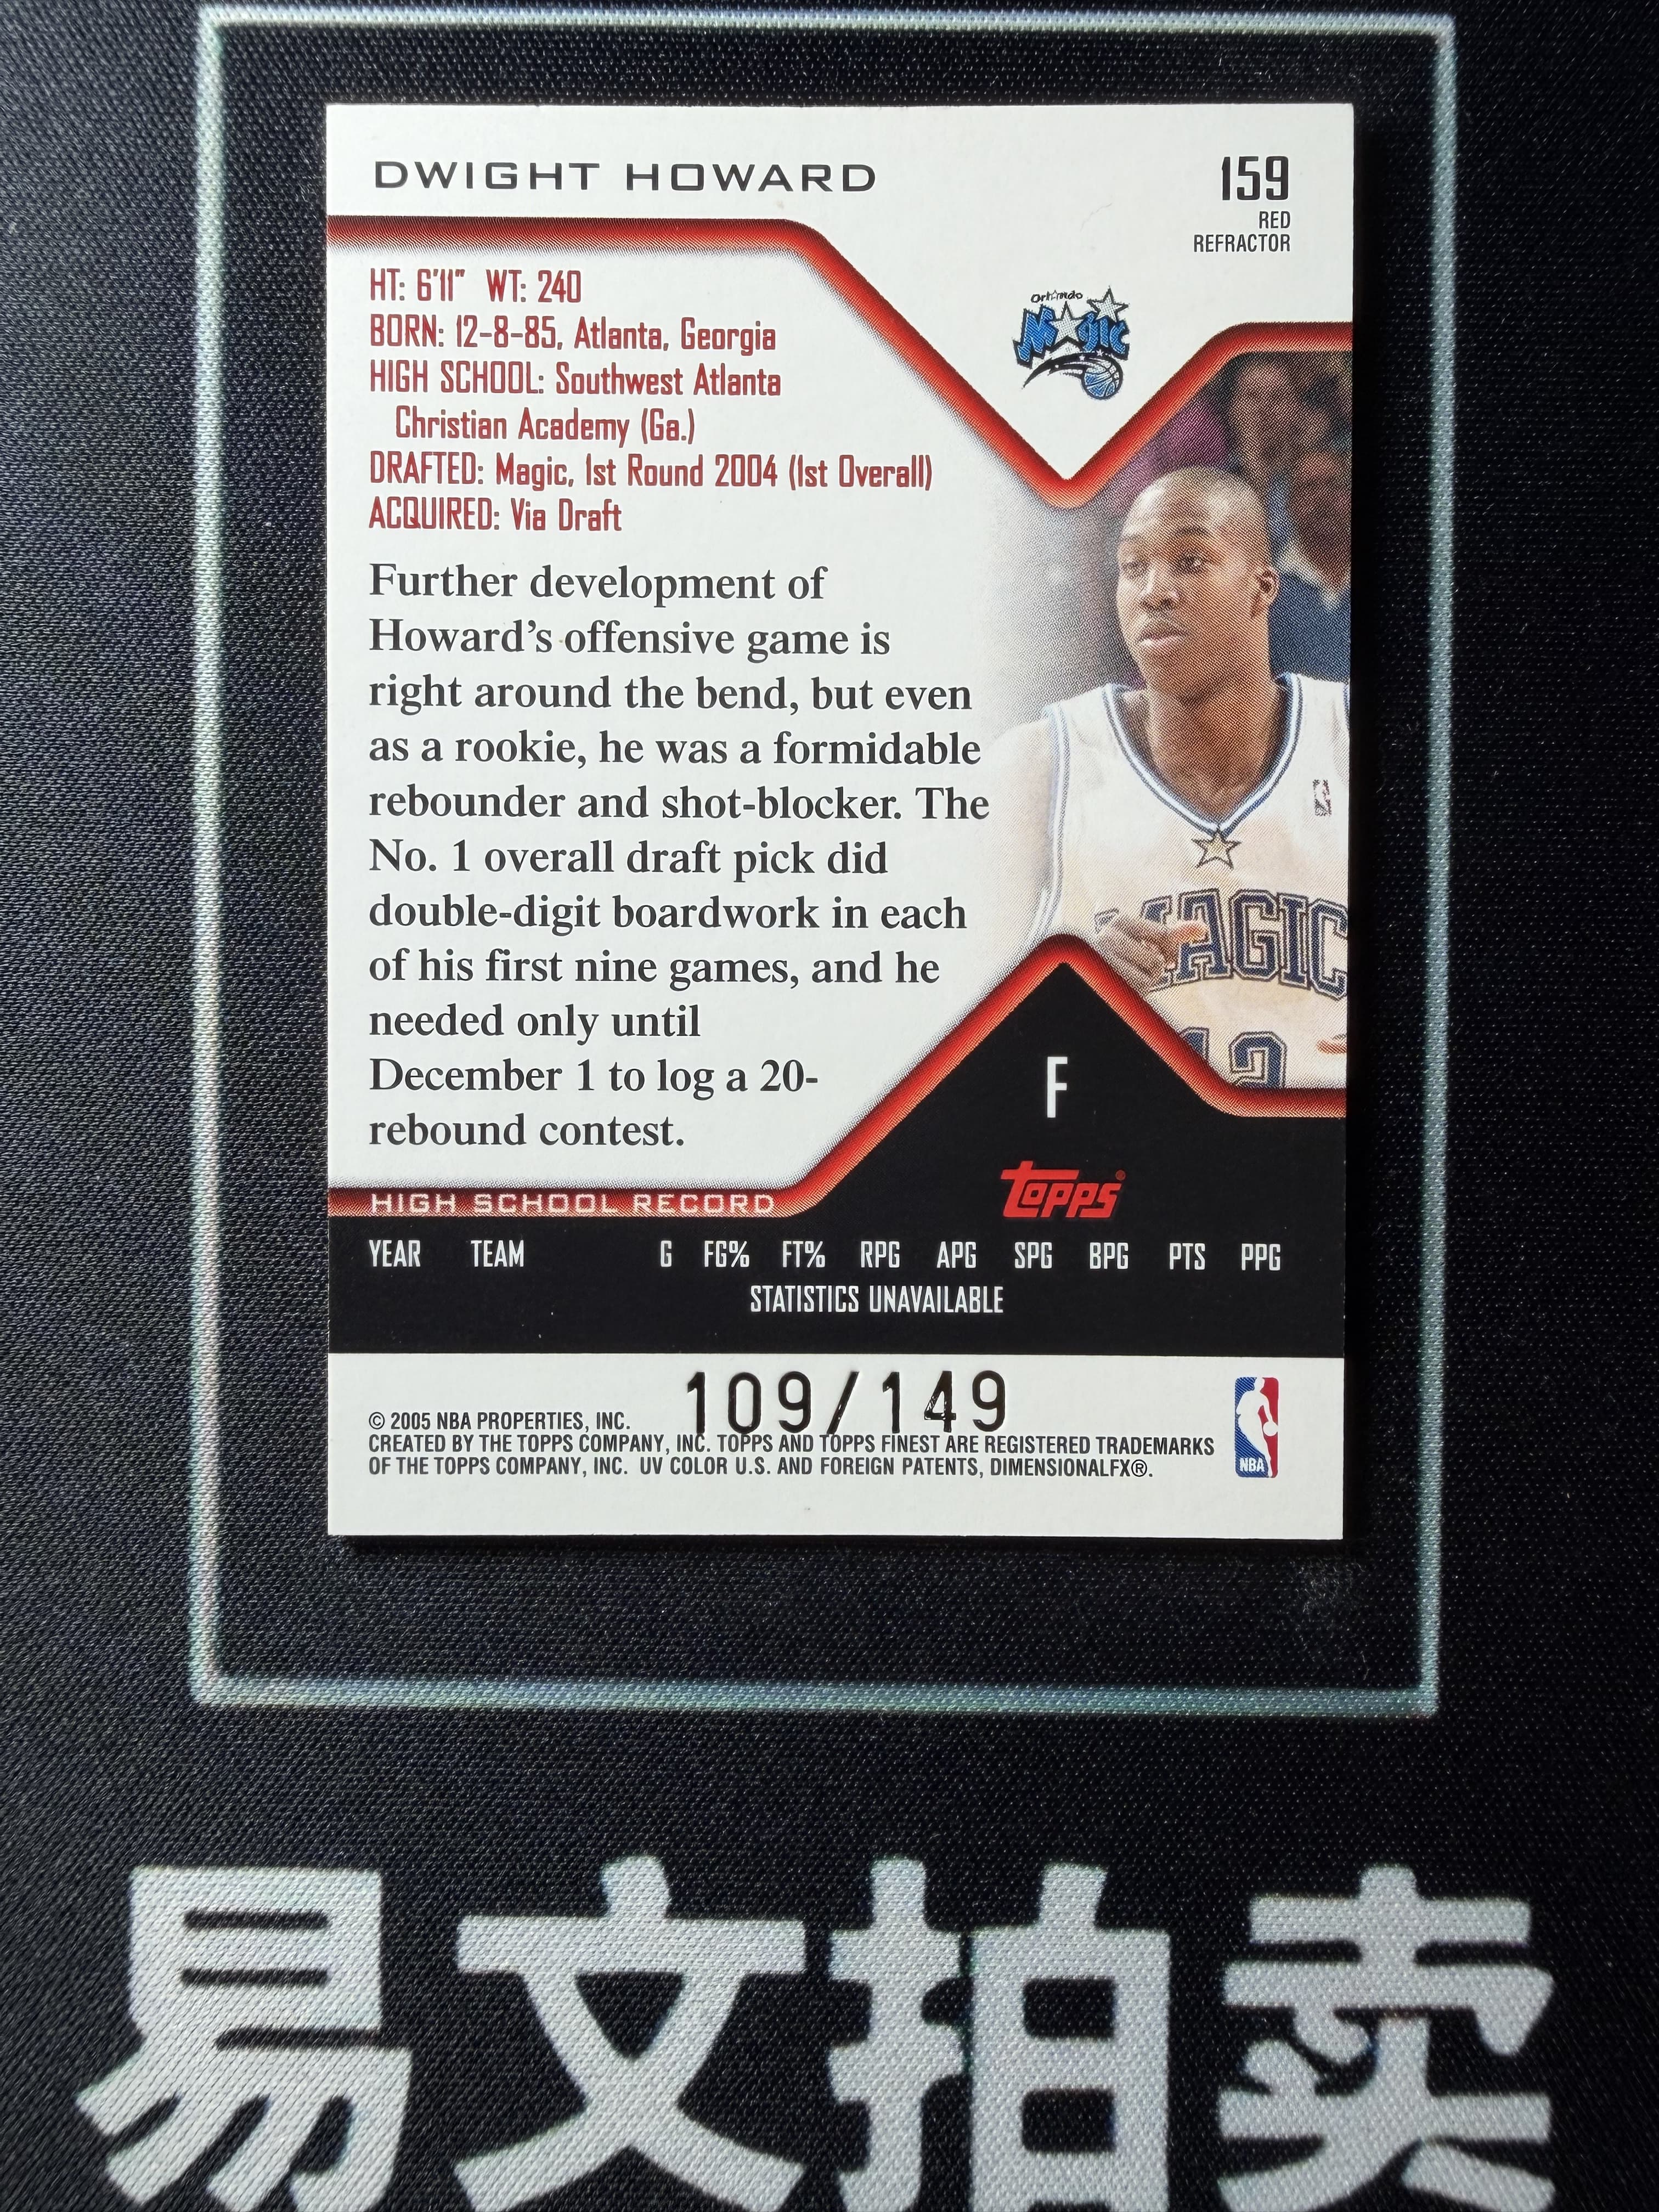 DWIGHT HOWARD
159
RED
REFRACTOR
Orlando
Magic
HT: 6'11" WT: 240
BORN: 12-8-85, Atlanta, Georgia
HIGH SCHOOL: Southwest Atlanta
Christian Academy (Ga.)
DRAFTED: Magic, 1st Round 2004 (1st Overall)
ACQUIRED: Via Draft
Further development of
Howard's offensive game is
right around the bend, but even
as a rookie, he was a formidable
rebounder and shot-blocker. The
No. 1 overall draft pick did
double-digit boardwork in each
of his first nine games, and he
needed only until
December 1 to log a 20-
rebound contest.
MAGIC
12
F
Topps®
HIGH SCHOOL RECORD
YEAR TEAM G FG% FT% RPG APG SPG BPG PTS PPG
STATISTICS UNAVAILABLE
109/149
© 2005 NBA PROPERTIES, INC.
CREATED BY THE TOPPS COMPANY, INC. TOPPS AND TOPPS FINEST ARE REGISTERED TRADEMARKS
OF THE TOPPS COMPANY, INC. UV COLOR U.S. AND FOREIGN PATENTS, DIMENSIONALFX®.
NBA
易文拍卖